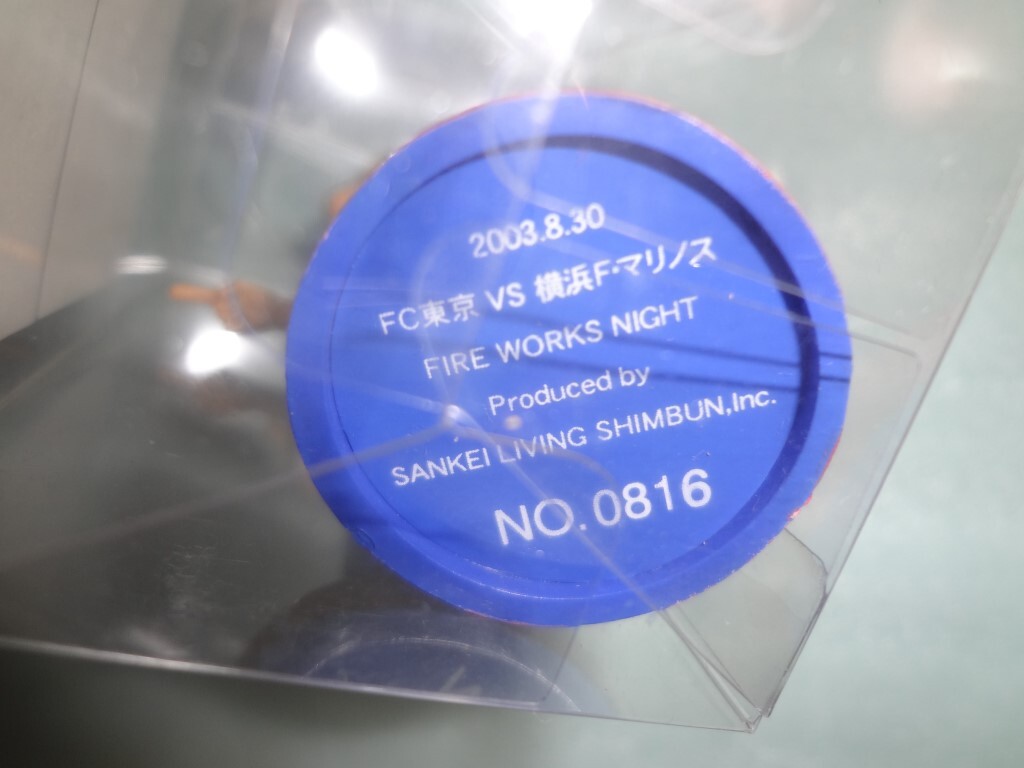 2003.8.30
FC東京 VS 横浜F・マリノス
FIRE WORKS NIGHT
Produced by
SANKEI LIVING SHIMBUN,Inc.
NO.0816